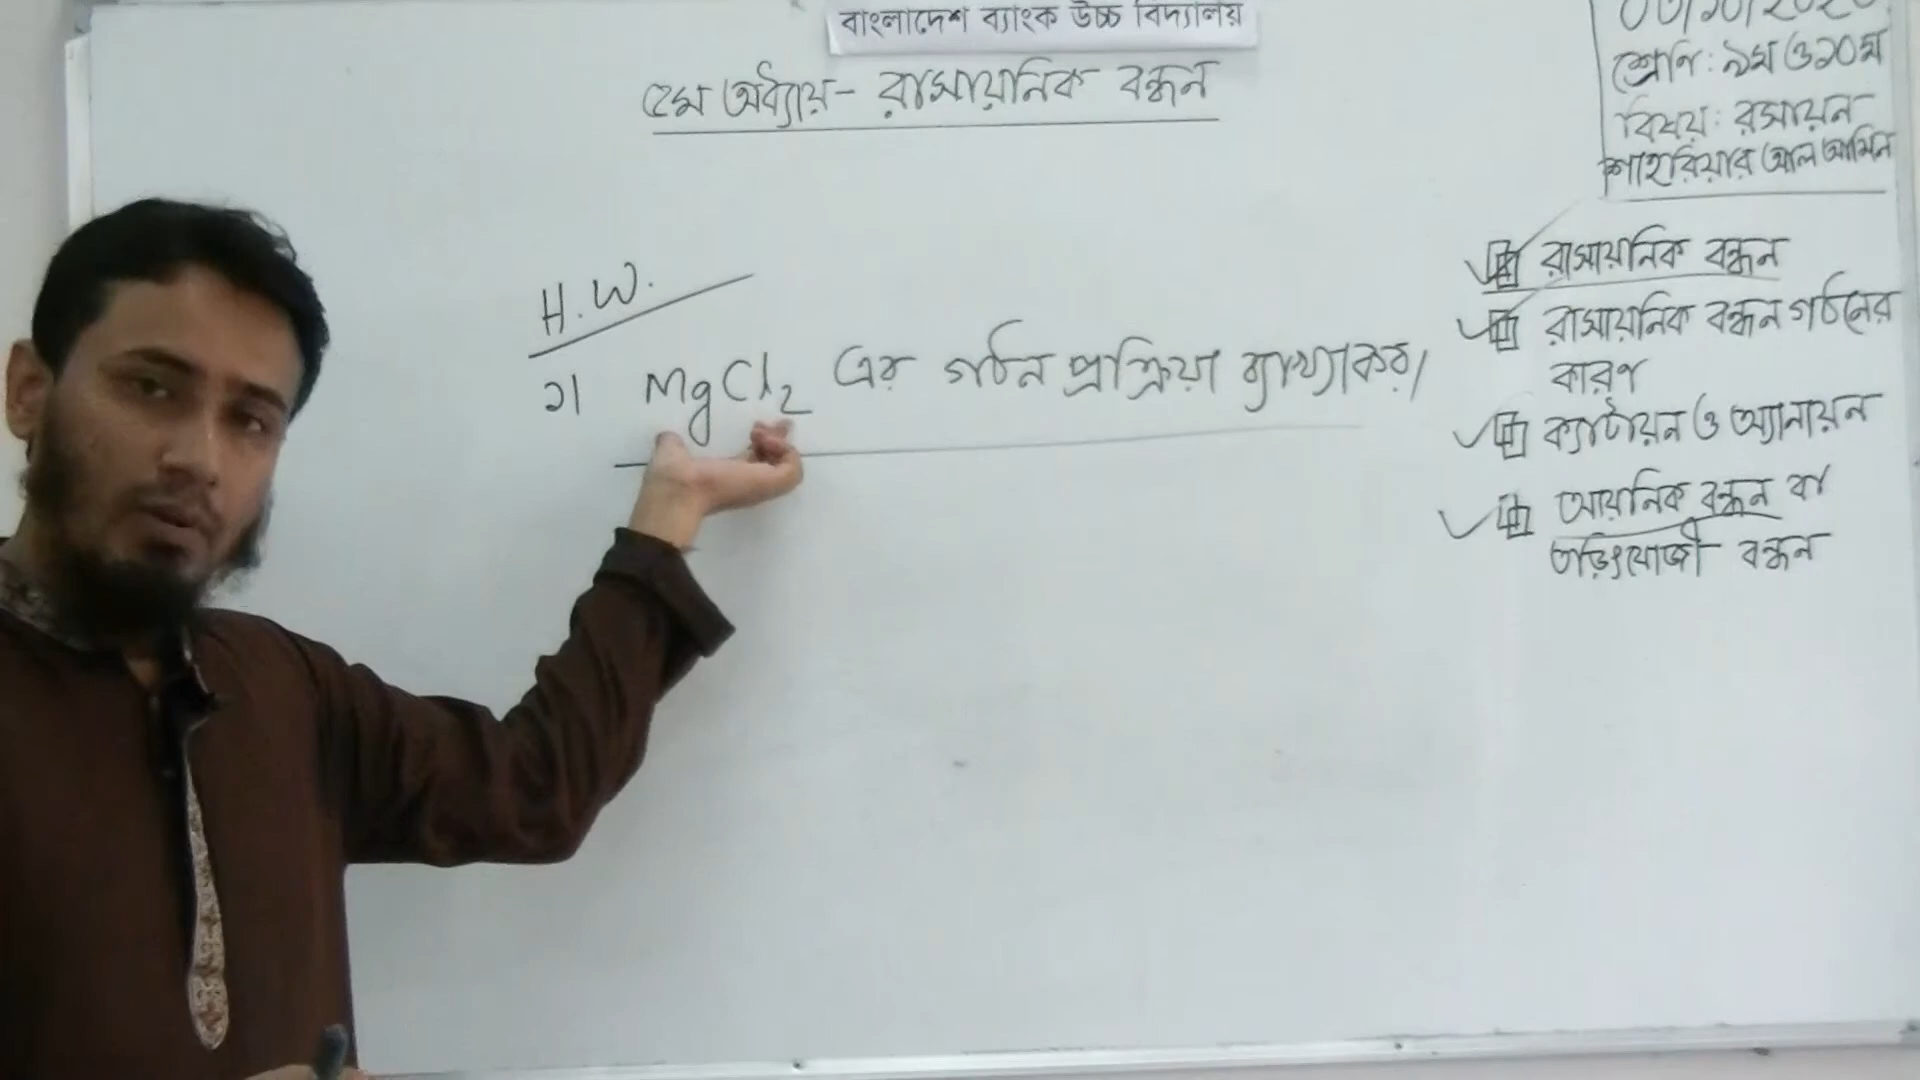 বাংলাদেশ ব্যাংক উচ্চ বিদ্যালয়
৫ম অধ্যায় - রাসায়নিক বন্ধন
শ্রেণি: ৯ম ও ১০ম
বিষয়: রসায়ন
শাহরিয়ার আল আমিন
H.W.
১। MgCl2 এর গঠন প্রক্রিয়া ব্যাখ্যা কর।
রাসায়নিক বন্ধন
রাসায়নিক বন্ধন গঠনের
কারণ
ক্যাটায়ন ও অ্যানায়ন
আয়নিক বন্ধন বা
তড়িৎযোজী বন্ধন